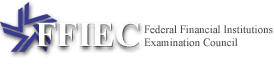 FFIEC
Federal Financial Institutions
Examination Council